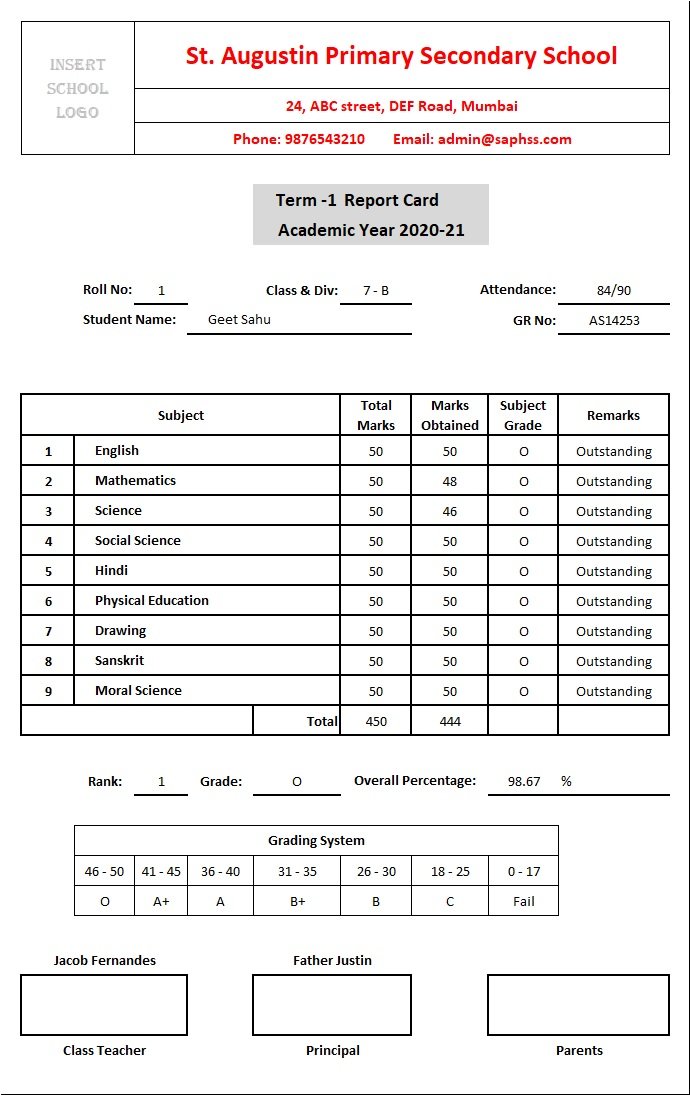 INSERT
SCHOOL
LOGO
St. Augustin Primary Secondary School
24, ABC street, DEF Road, Mumbai
Phone: 9876543210 Email: admin@saphss.com
Term -1 Report Card
Academic Year 2020-21
Roll No: 1 Class & Div: 7 - B Attendance: 84/90
Student Name: Geet Sahu GR No: AS14253
Subject Total Marks Marks Obtained Subject Grade Remarks
1 English 50 50 O Outstanding
2 Mathematics 50 48 O Outstanding
3 Science 50 46 O Outstanding
4 Social Science 50 50 O Outstanding
5 Hindi 50 50 O Outstanding
6 Physical Education 50 50 O Outstanding
7 Drawing 50 50 O Outstanding
8 Sanskrit 50 50 O Outstanding
9 Moral Science 50 50 O Outstanding
Total 450 444
Rank: 1 Grade: O Overall Percentage: 98.67 %
Grading System
46 - 50 41 - 45 36 - 40 31 - 35 26 - 30 18 - 25 0 - 17
O A+ A B+ B C Fail
Jacob Fernandes Father Justin
Class Teacher Principal Parents